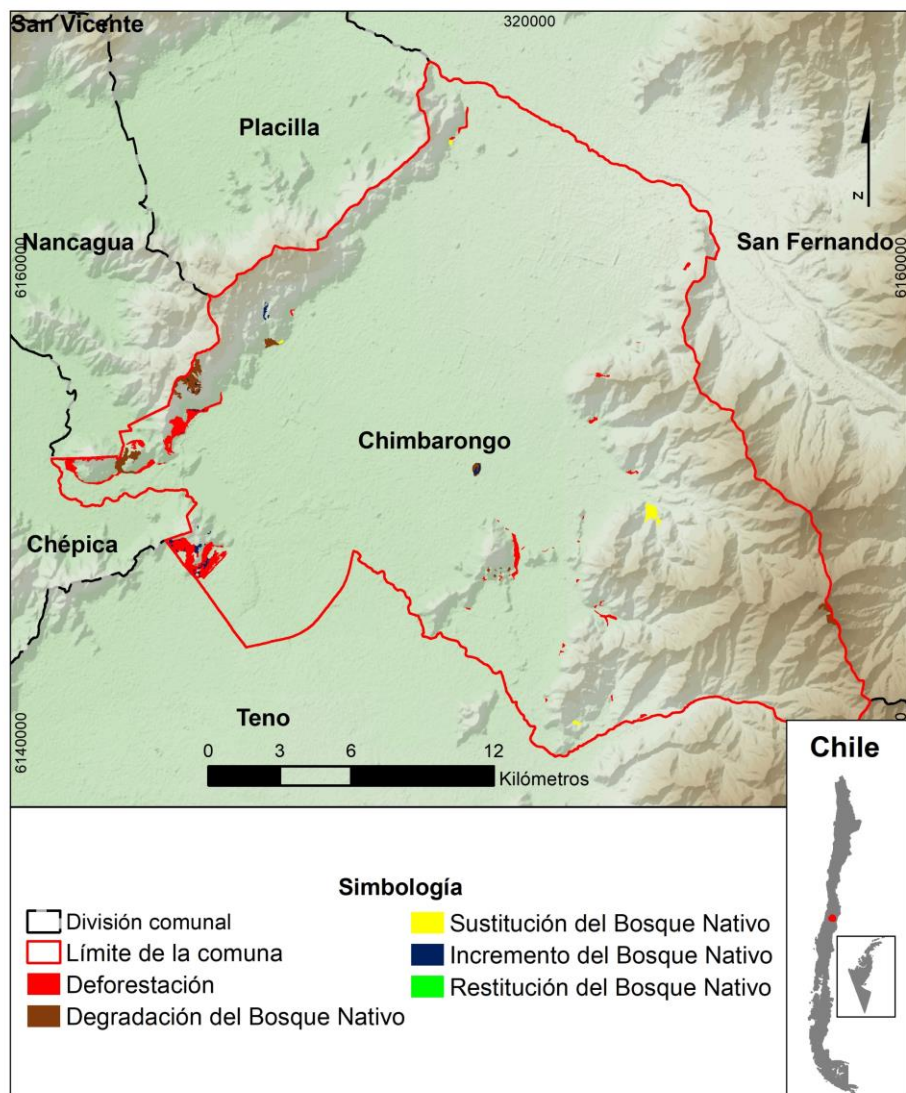 San Vicente
320000
Placilla
N
Nancagua
San Fernando
6160000
6160000
Chimbarongo
Chépica
Teno
6140000
0
0 3 6 12
Kilómetros
Chile
Simbología
División comunal
Límite de la comuna
Deforestación
Degradación del Bosque Nativo
Sustitución del Bosque Nativo
Incremento del Bosque Nativo
Restitución del Bosque Nativo